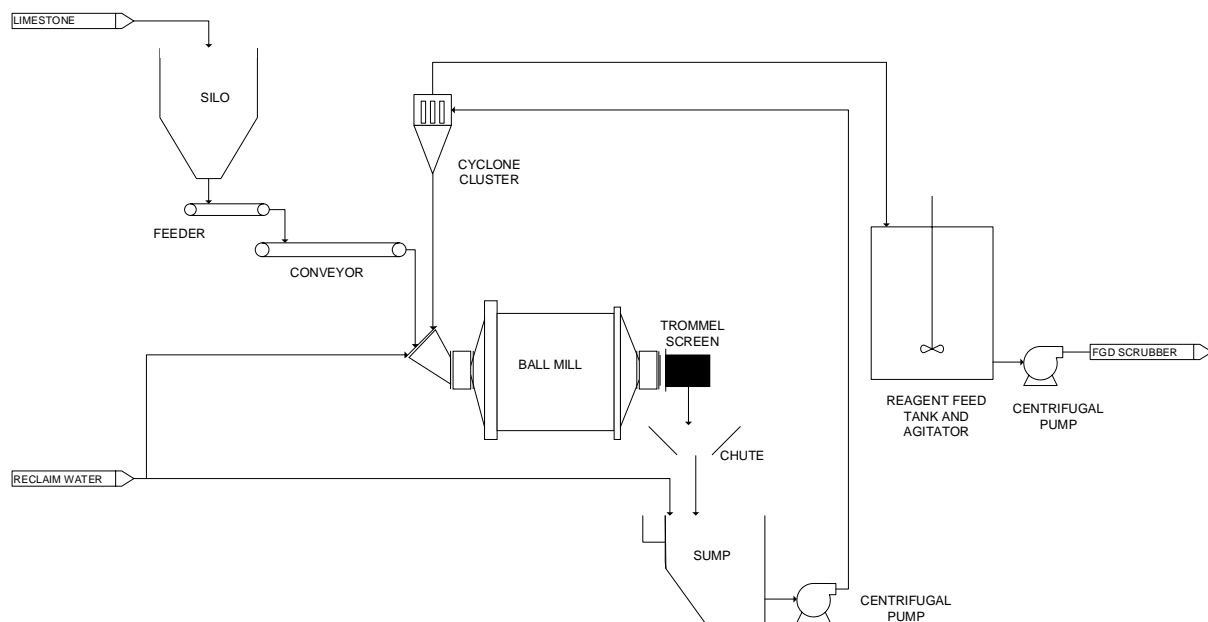 LIMESTONE
SILO
CYCLONE
CLUSTER
FEEDER
CONVEYOR
TROMMEL
SCREEN
BALL MILL
FGD SCRUBBER
REAGENT FEED
TANK AND
AGITATOR
CENTRIFUGAL
PUMP
CHUTE
RECLAIM WATER
SUMP
CENTRIFUGAL
PUMP